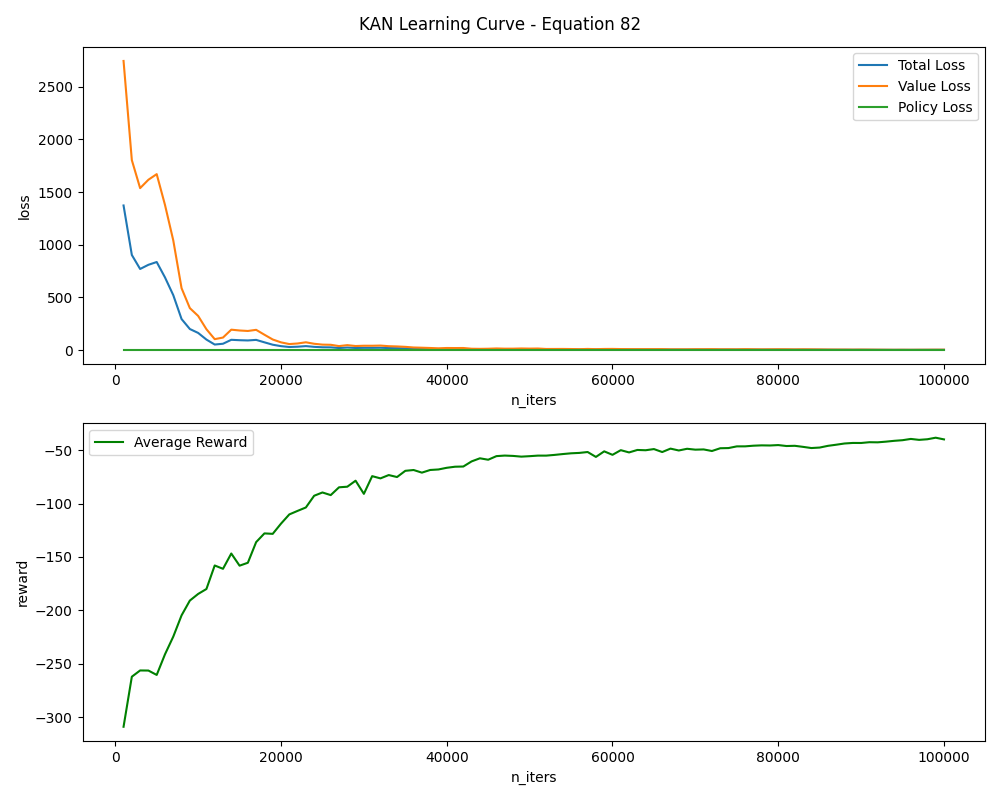 KAN Learning Curve - Equation 82
Total Loss
Value Loss
Policy Loss
2500
2000
1500
1000
500
0
loss
0 20000 40000 60000 80000 100000
n_iters
Average Reward
−50
−100
−150
−200
−250
−300
reward
0 20000 40000 60000 80000 100000
n_iters